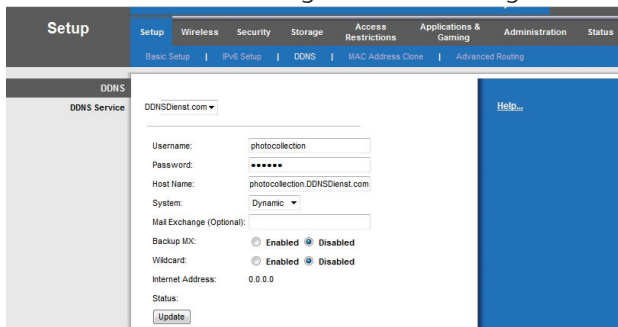 Setup
Setup Wireless Security Storage Access Restrictions Applications & Gaming Administration Status
Basic Setup | IPv6 Setup | DDNS | MAC Address Clone | Advanced Routing
DDNS
DDNS Service DDNSDienst.com Help...
Username: photocollection
Password: ••••••
Host Name: photocollection.DDNSDienst.com
System: Dynamic
Mail Exchange (Optional):
Backup MX: Enabled Disabled
Wildcard: Enabled Disabled
Internet Address: 0.0.0.0
Status:
Update